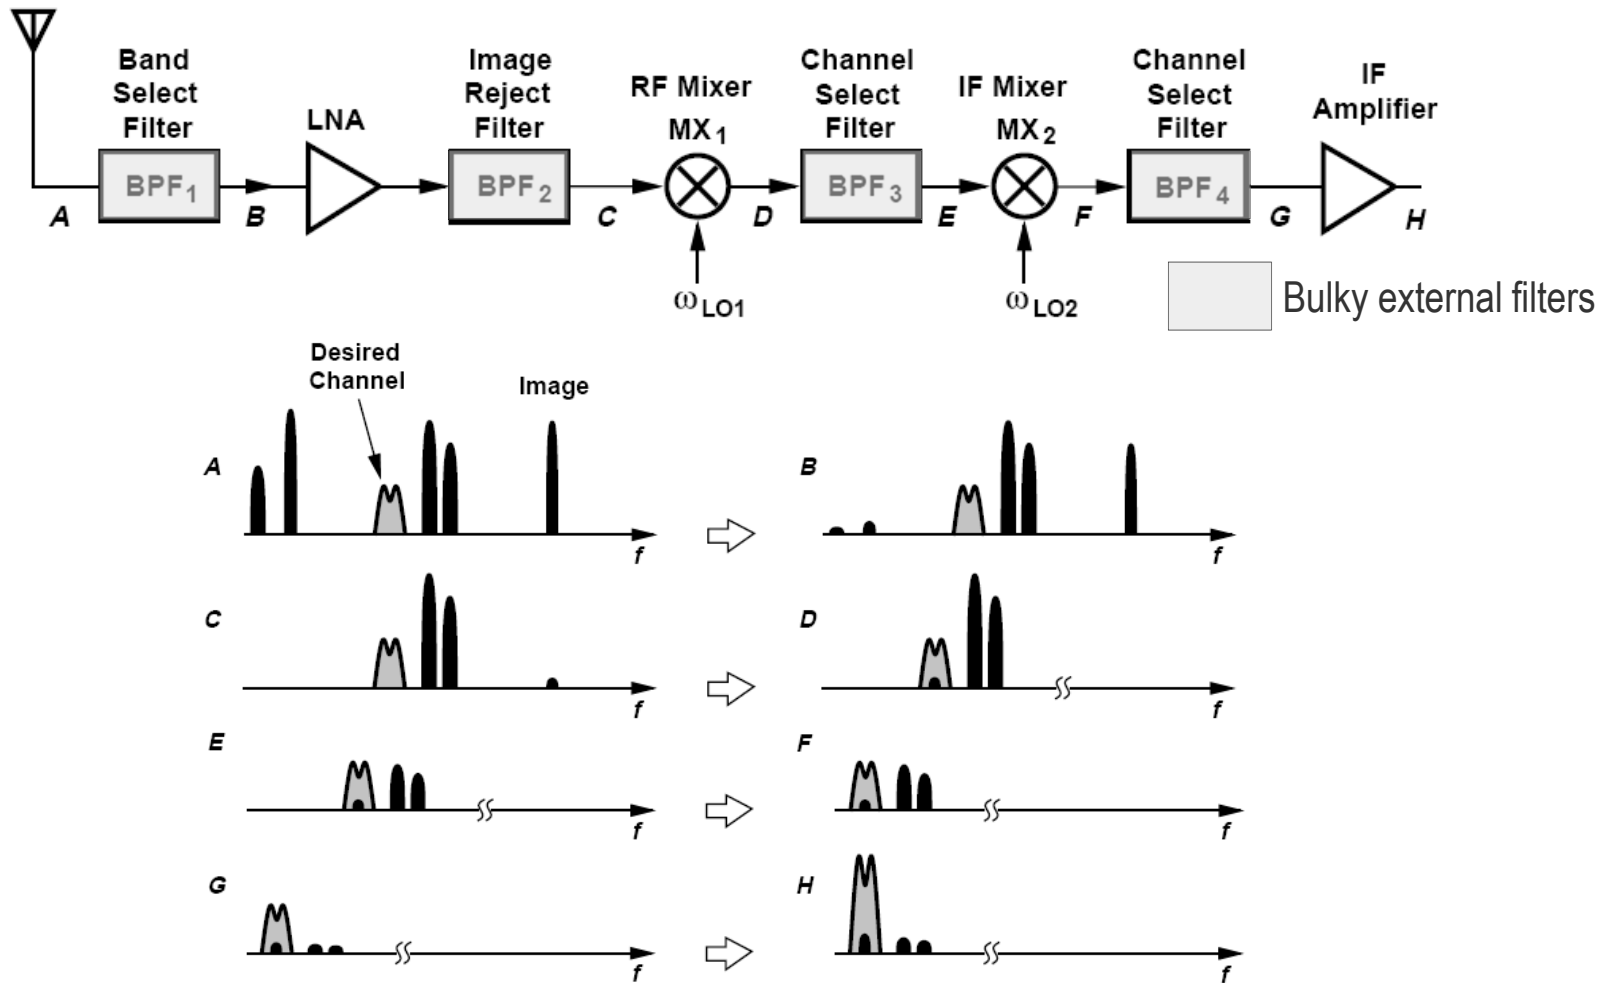 Band
Select
Filter
LNA
Image
Reject
Filter
RF Mixer
MX1
Channel
Select
Filter
IF Mixer
MX2
Channel
Select
Filter
IF
Amplifier
BPF1
BPF2
BPF3
BPF4
A
B
C
D
E
F
G
H
ωLO1
ωLO2
Bulky external filters
Desired
Channel
Image
A
f
B
f
C
f
D
f
E
f
F
f
G
f
H
f